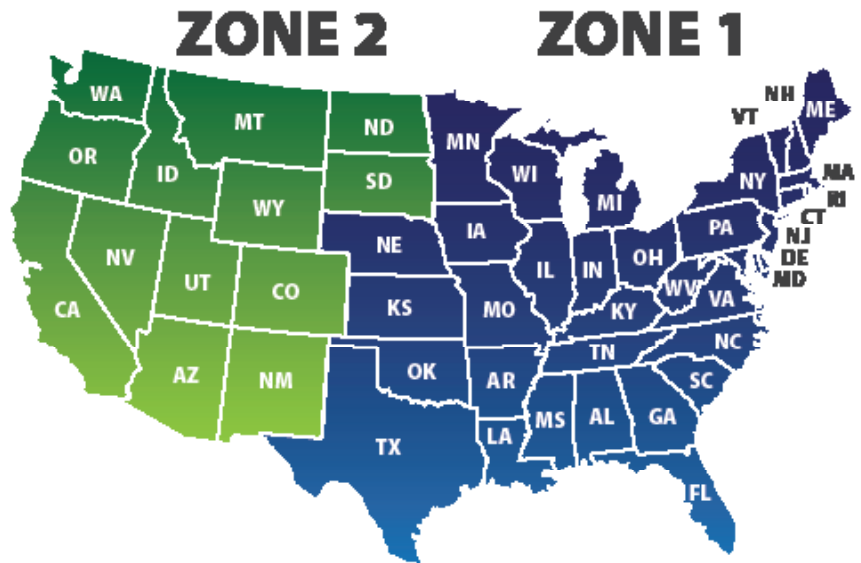 ZONE 2
ZONE 1
WA
MT
ND
MN
VT
NH
ME
OR
ID
SD
WI
MI
NY
MA
RI
CT
WY
NE
IA
PA
NJ
DE
MD
NV
UT
CO
KS
MO
IL
IN
OH
WV
VA
KY
CA
AZ
NM
OK
AR
TN
NC
SC
TX
LA
MS
AL
GA
FL